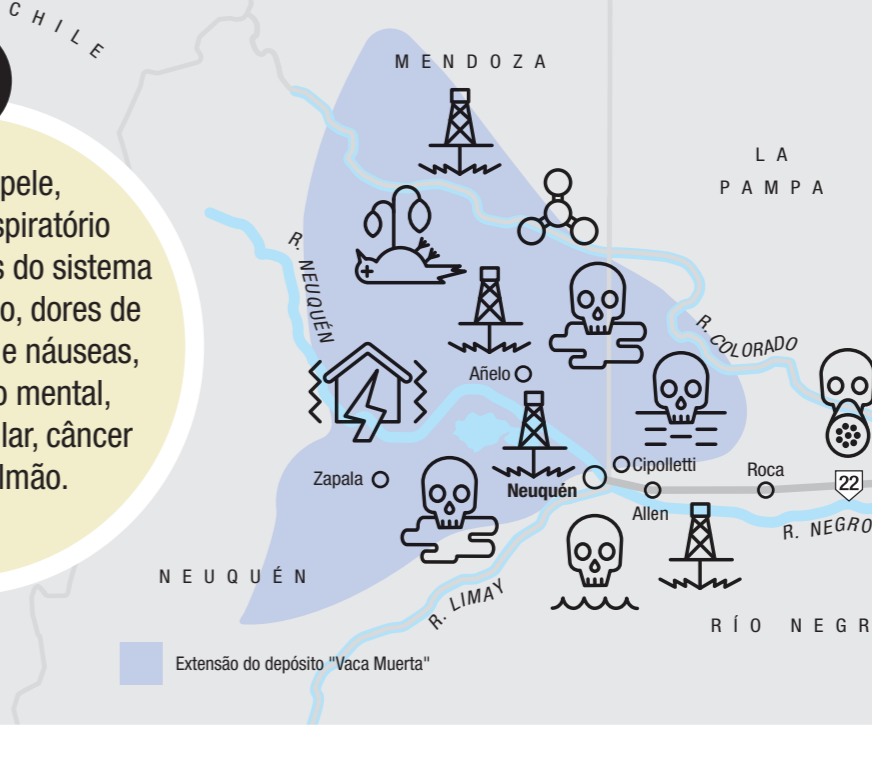 CHILE
MENDOZA
LA
PAMPA
pele,
spiratório
s do sistema
o, dores de
e náuseas,
o mental,
lar, câncer
lmão.
R. NEUQUÉN
R. COLORADO
Añelo
Zapala
Neuquén
Cipolletti
Roca
22
Allen
R. NEGRO
R. LIMAY
NEUQUÉN
RÍO NEGR
Extensão do depósito "Vaca Muerta"